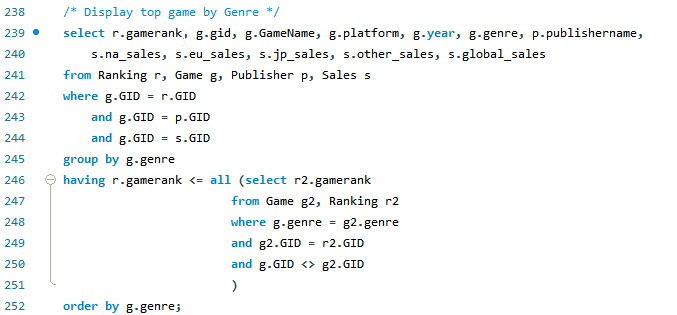 238 /* Display top game by Genre */
239 select r.gamerank, g.gid, g.GameName, g.platform, g.year, g.genre, p.publishername,
240 s.na_sales, s.eu_sales, s.jp_sales, s.other_sales, s.global_sales
241 from Ranking r, Game g, Publisher p, Sales s
242 where g.GID = r.GID
243 and g.GID = p.GID
244 and g.GID = s.GID
245 group by g.genre
246 having r.gamerank <= all (select r2.gamerank
247 from Game g2, Ranking r2
248 where g.genre = g2.genre
249 and g2.GID = r2.GID
250 and g.GID <> g2.GID
251 )
252 order by g.genre;